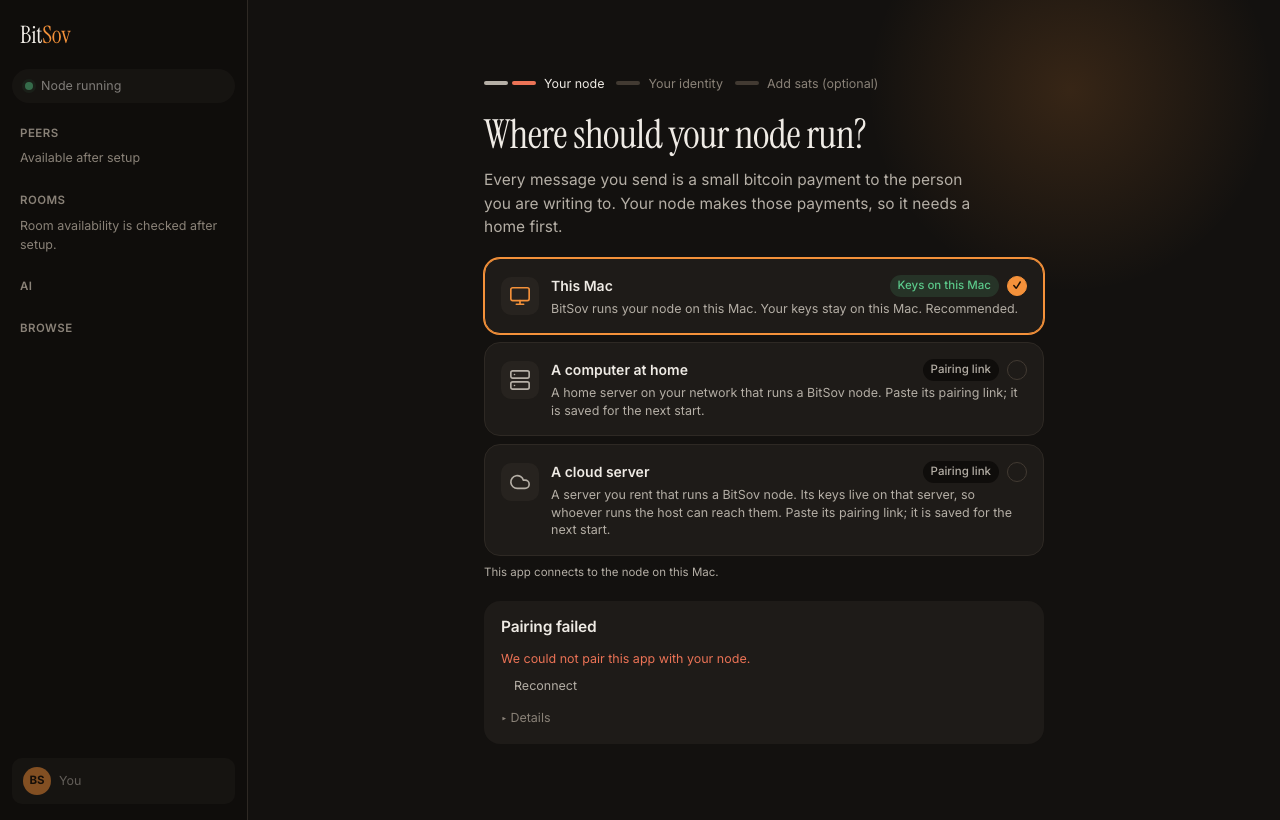 BitSov
Node running
PEERS
Available after setup
ROOMS
Room availability is checked after
setup.
AI
BROWSE
BS
You
Your node
Your identity
Add sats (optional)
Where should your node run?
Every message you send is a small bitcoin payment to the person
you are writing to. Your node makes those payments, so it needs a
home first.
This Mac
Keys on this Mac
BitSov runs your node on this Mac. Your keys stay on this Mac. Recommended.
A computer at home
Pairing link
A home server on your network that runs a BitSov node. Paste its pairing link; it
is saved for the next start.
A cloud server
Pairing link
A server you rent that runs a BitSov node. Its keys live on that server, so
whoever runs the host can reach them. Paste its pairing link; it is saved for the
next start.
This app connects to the node on this Mac.
Pairing failed
We could not pair this app with your node.
Reconnect
Details